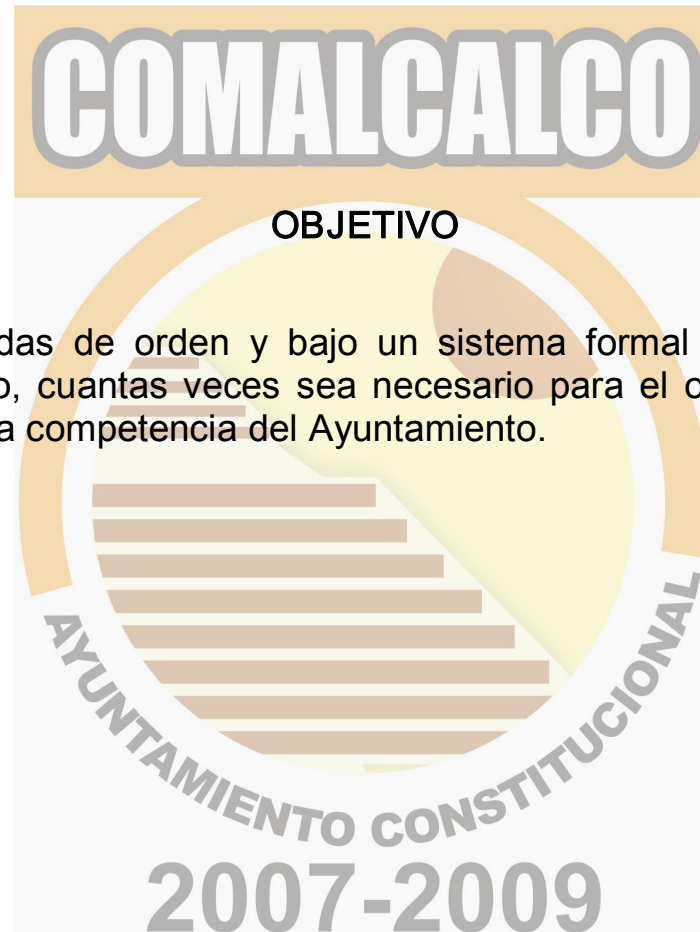 COMALCALCO
OBJETIVO
de orden y bajo un sistema formal
cuantas veces sea necesario para el
competencia del Ayuntamiento.
AYUNTAMIENTO CONSTITUCIONAL
2007-2009